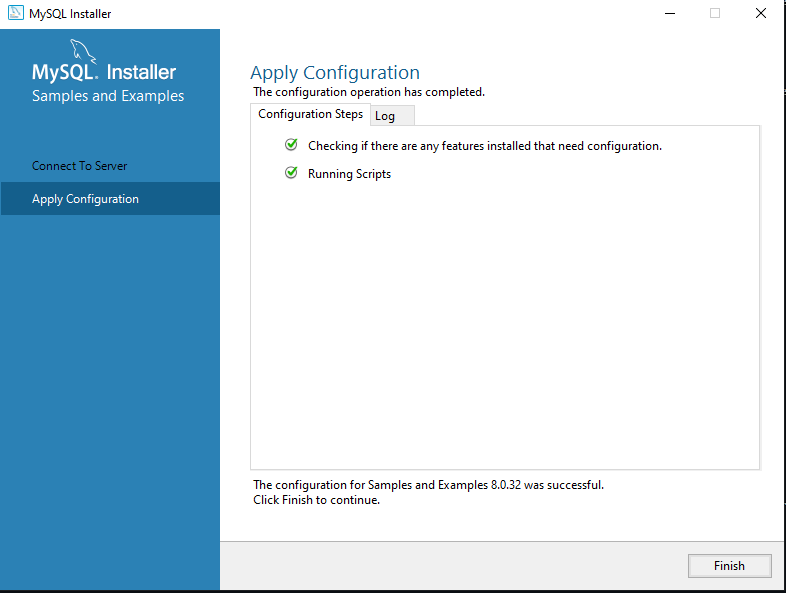 MySQL Installer
MySQL. Installer
Samples and Examples
Connect To Server
Apply Configuration
Apply Configuration
The configuration operation has completed.
Configuration Steps
Log
Checking if there are any features installed that need configuration.
Running Scripts
The configuration for Samples and Examples 8.0.32 was successful.
Click Finish to continue.
Finish